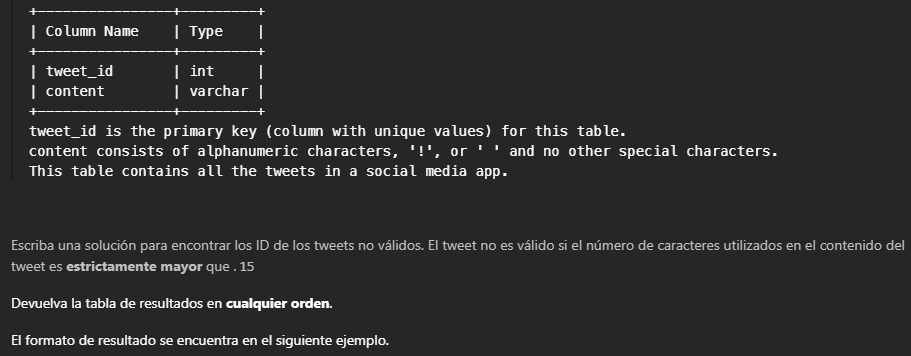 +----------------+---------+
| Column Name    | Type    |
+----------------+---------+
| tweet_id       | int     |
| content        | varchar |
+----------------+---------+
tweet_id is the primary key (column with unique values) for this table.
content consists of alphanumeric characters, '!', or ' ' and no other special characters.
This table contains all the tweets in a social media app.
Escriba una solución para encontrar los ID de los tweets no válidos. El tweet no es válido si el número de caracteres utilizados en el contenido del
tweet es estrictamente mayor que . 15
Devuelva la tabla de resultados en cualquier orden.
El formato de resultado se encuentra en el siguiente ejemplo.